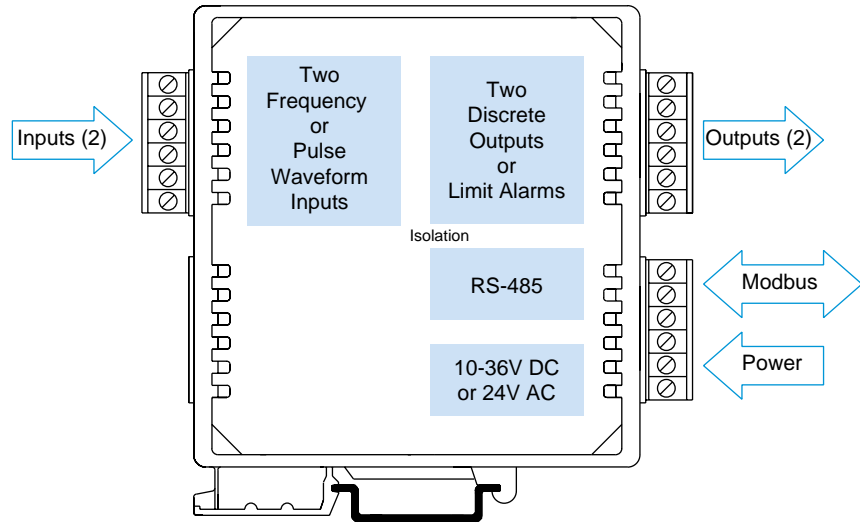 Inputs (2)
Two
Frequency
or
Pulse
Waveform
Inputs
Two
Discrete
Outputs
or
Limit Alarms
Outputs (2)
Isolation
RS-485
Modbus
10-36V DC
or 24V AC
Power